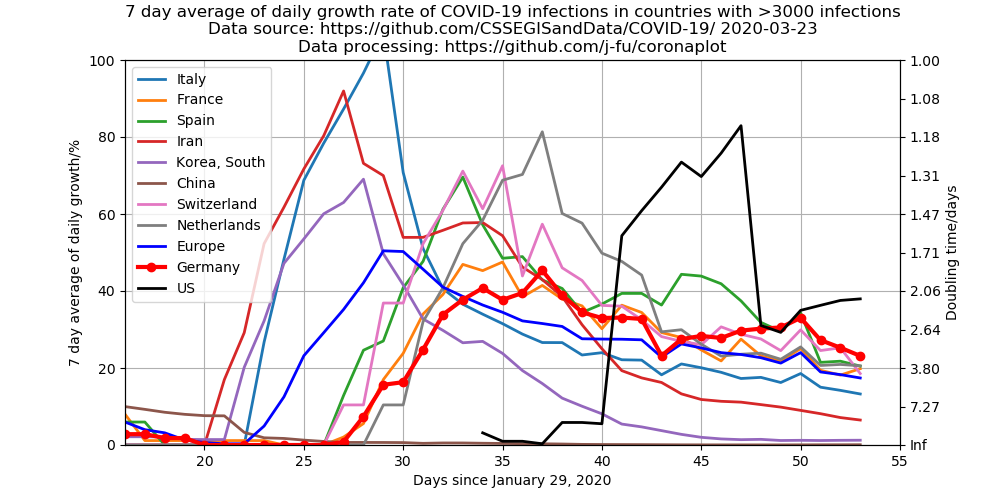 7 day average of daily growth rate of COVID-19 infections in countries with >3000 infections
Data source: https://github.com/CSSEGISandData/COVID-19/ 2020-03-23
Data processing: https://github.com/j-fu/coronaplot
7 day average of daily growth/%
100
80
60
40
20
0
Italy
France
Spain
Iran
Korea, South
China
Switzerland
Netherlands
Europe
Germany
US
1.00
1.08
1.18
1.31
1.47
1.71
2.06
2.64
3.80
7.27
Inf
Doubling time/days
20
25
30
35
40
45
50
55
Days since January 29, 2020